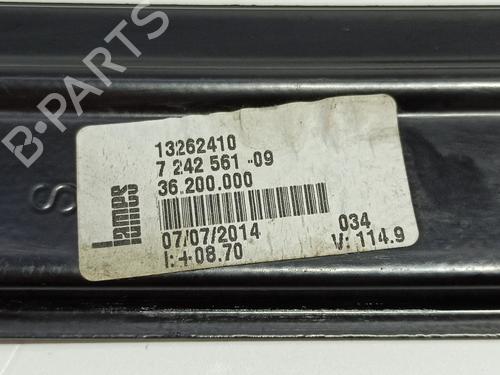 B-PARTS
13262410
7 242 561 -09
36.200.000
lames
07/07/2014
034
I:+08.70
V: 114.9
S